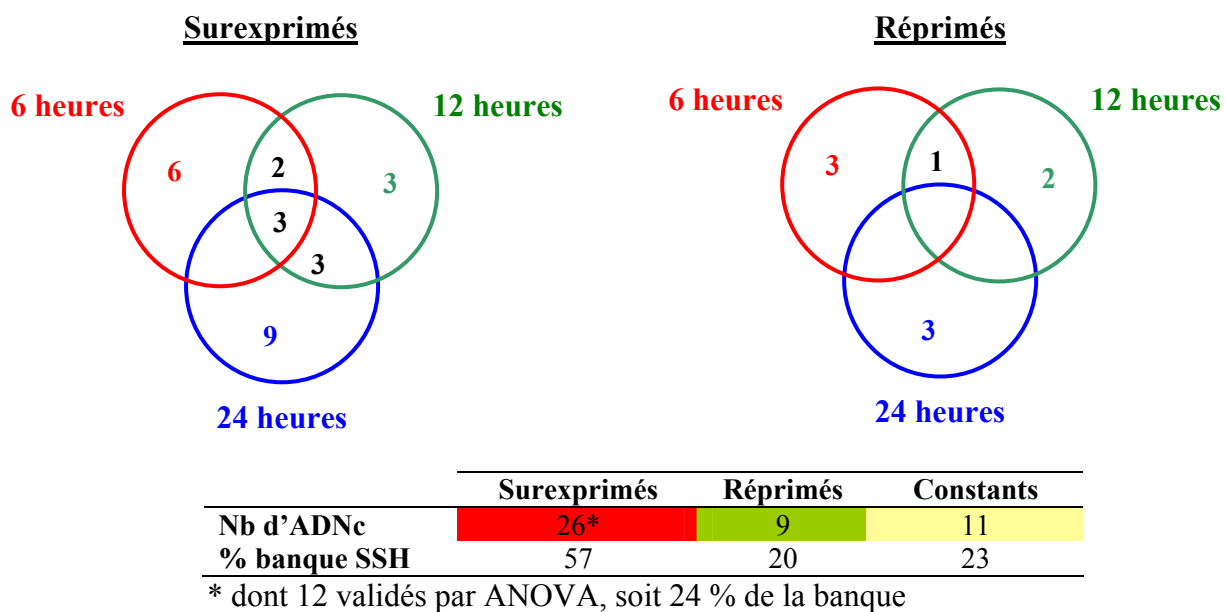 Surexprimés Réprimés
6 heures 12 heures 6 heures 12 heures
6 2 3 3 1 2
3
3
9 3
24 heures 24 heures
Surexprimés Réprimés Constants
Nb d'ADNc 26* 9 11
% banque SSH 57 20 23
* dont 12 validés par ANOVA, soit 24 % de la banque